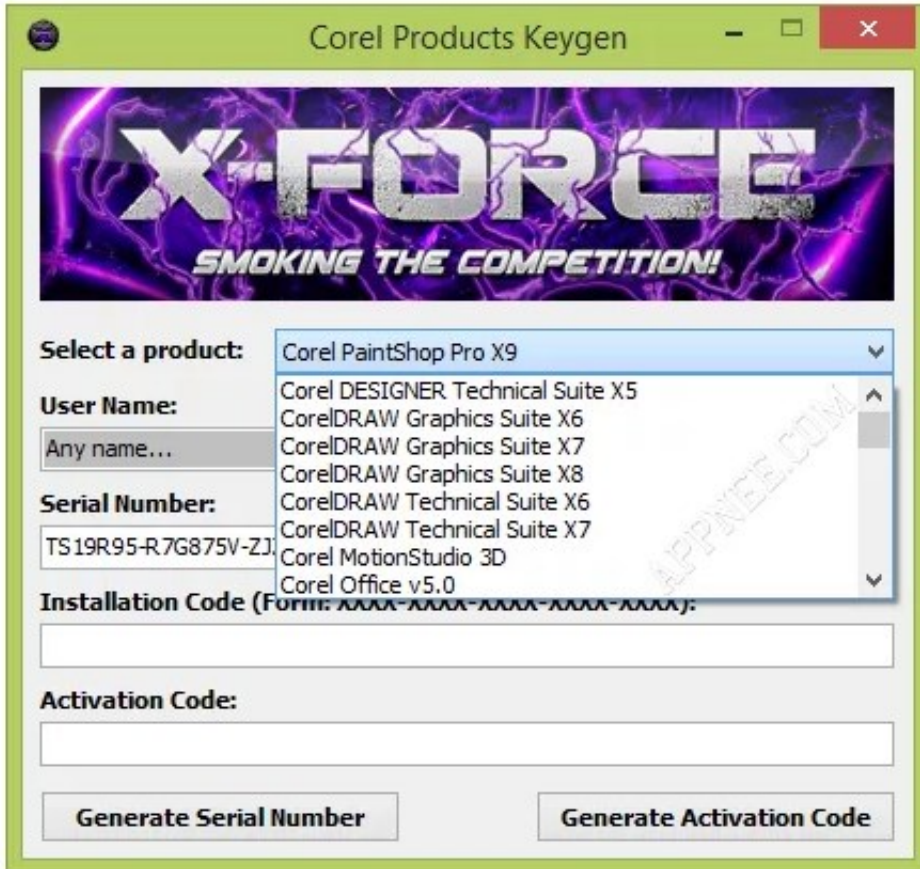 Corel Products Keygen
X-FORCE
SMOKING THE COMPETITION!
Select a product:
Corel PaintShop Pro X9
Corel DESIGNER Technical Suite X5
CorelDRAW Graphics Suite X6
CorelDRAW Graphics Suite X7
CorelDRAW Graphics Suite X8
CorelDRAW Technical Suite X6
CorelDRAW Technical Suite X7
Corel MotionStudio 3D
Corel Office v5.0
User Name:
Any name...
Serial Number:
TS19R95-R7G875V-
Installation Code (Form: XXXX-XXXX-XXXX-XXXX-XXXX):
Activation Code:
Generate Serial Number
Generate Activation Code
APPNEE.COM